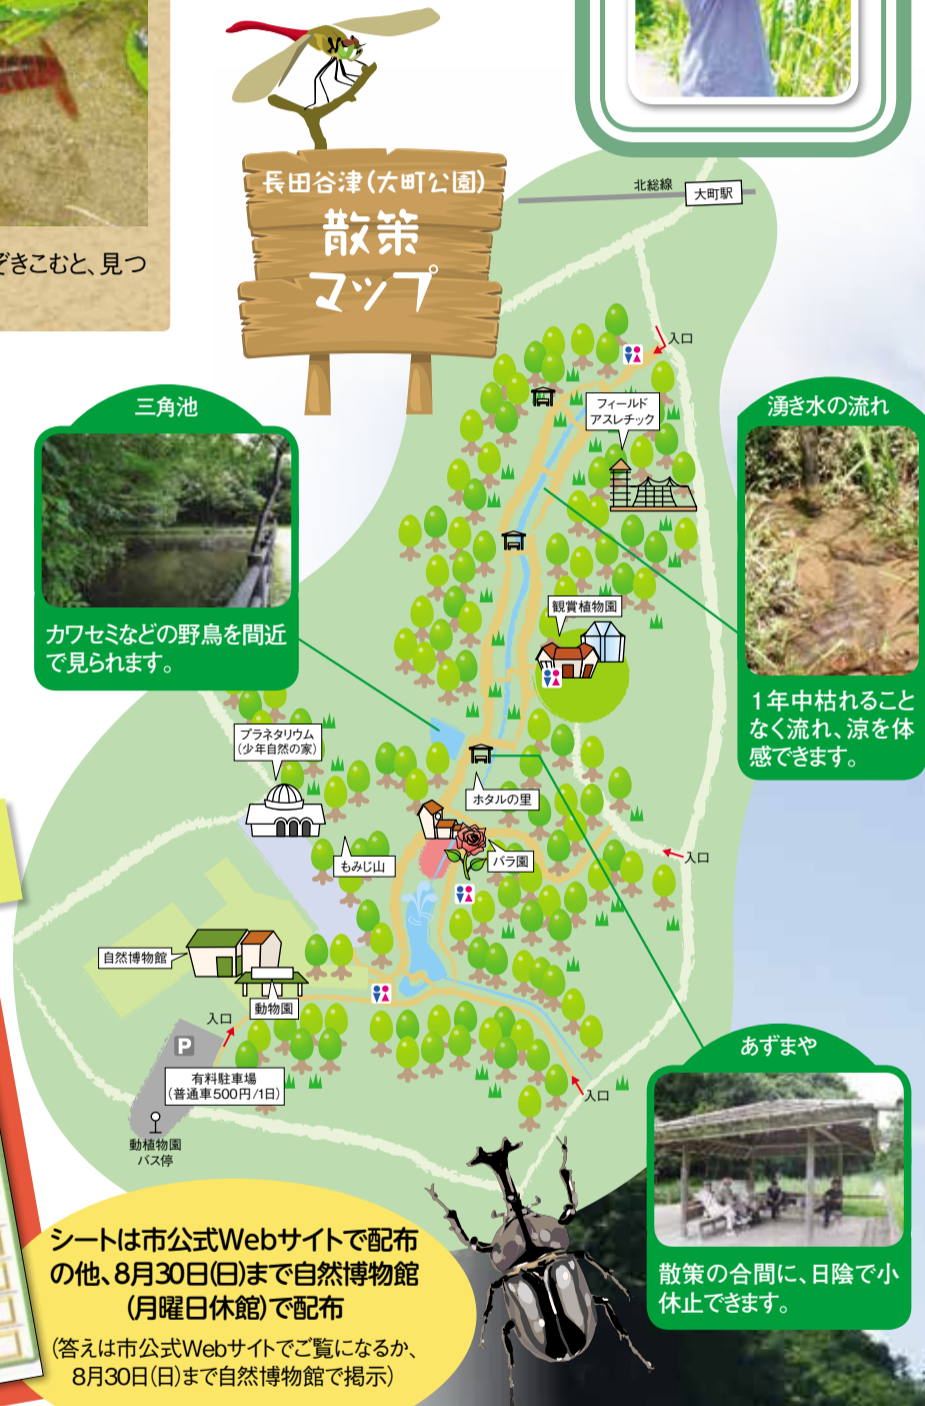 ぞきこむと、見つ
長田谷津(大町公園)
散策
マップ
北総線
大町駅
入口
三角池
カワセミなどの野鳥を間近
で見られます。
フィールド
アスレチック
湧き水の流れ
1年中枯れること
なく流れ、涼を体
感できます。
観賞植物園
プラネタリウム
(少年自然の家)
ホタルの里
もみじ山
バラ園
入口
自然博物館
動物園
入口
P
有料駐車場
(普通車500円/1日)
動植物園
バス停
入口
あずまや
散策の合間に、日陰で小
休止できます。
シートは市公式Webサイトで配布
の他、8月30日(日)まで自然博物館
(月曜日休館)で配布
(答えは市公式Webサイトでご覧になるか、
8月30日(日)まで自然博物館で掲示)